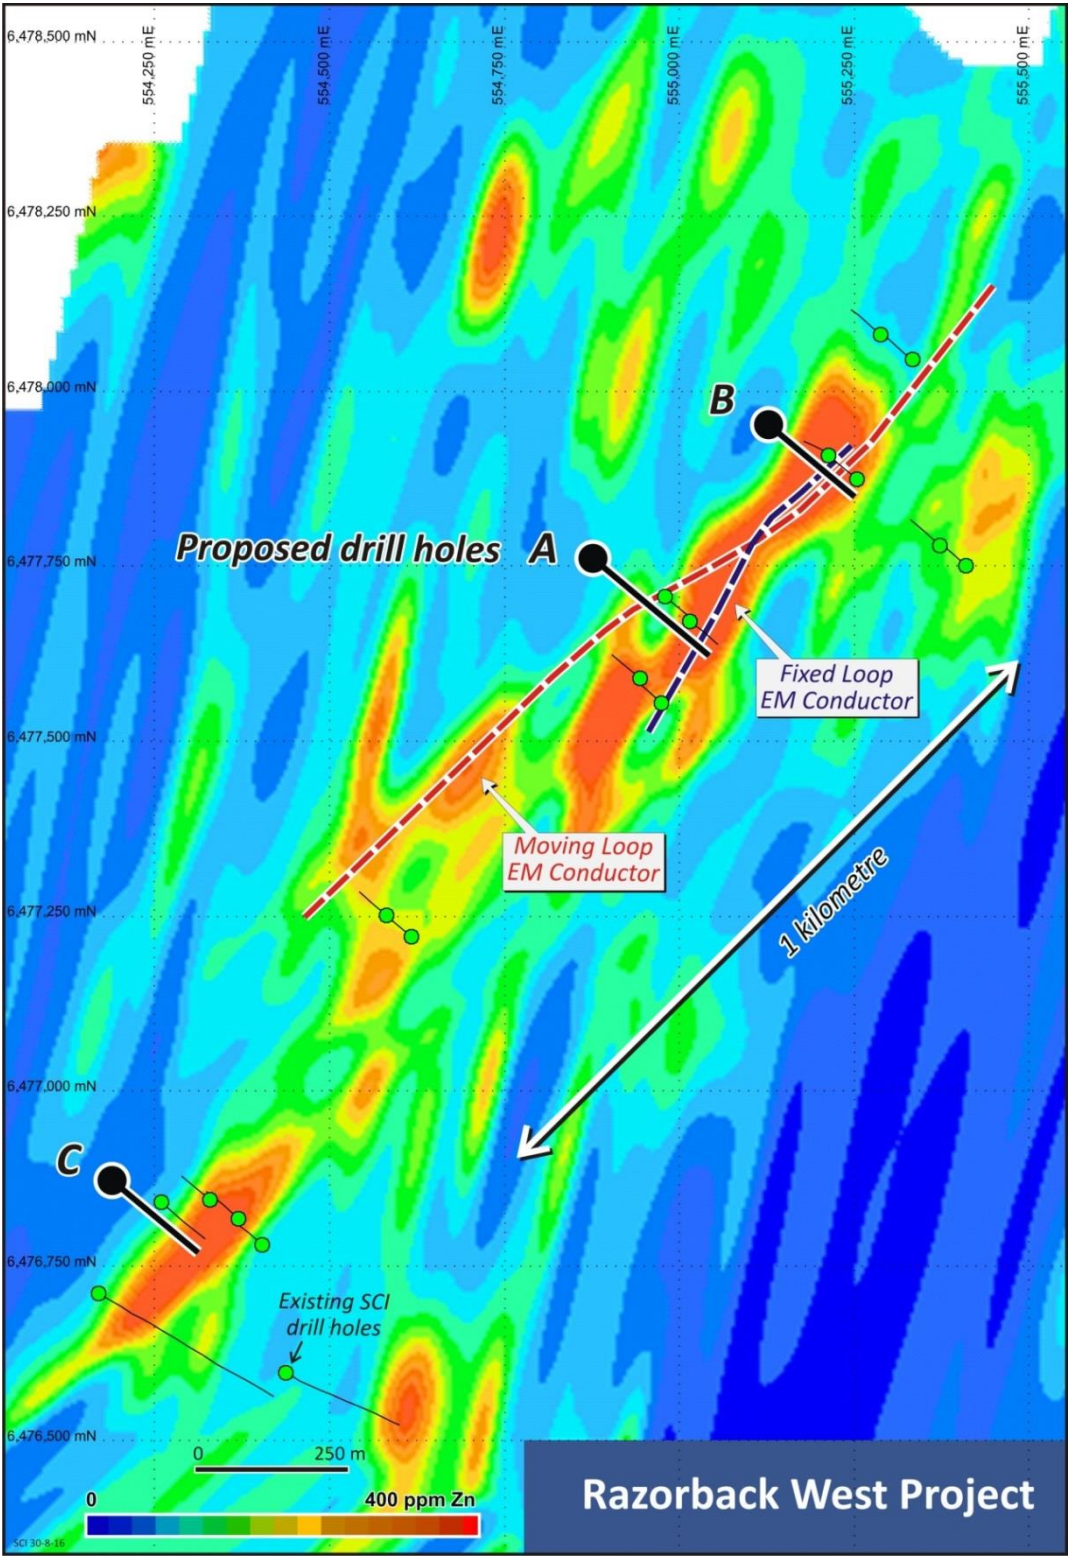 554,250 mE
554,500 mE
554,750 mE
555,000 mE
555,250 mE
555,500 mE
6,478,500 mN
6,478,250 mN
6,478,000 mN
B
Proposed drill holes A
6,477,750 mN
Fixed Loop
EM Conductor
6,477,500 mN
Moving Loop
EM Conductor
1 kilometre
6,477,250 mN
6,477,000 mN
C
6,476,750 mN
Existing SCI
drill holes
6,476,500 mN
0 250 m
0 400 ppm Zn
Razorback West Project
SCI 30-8-16